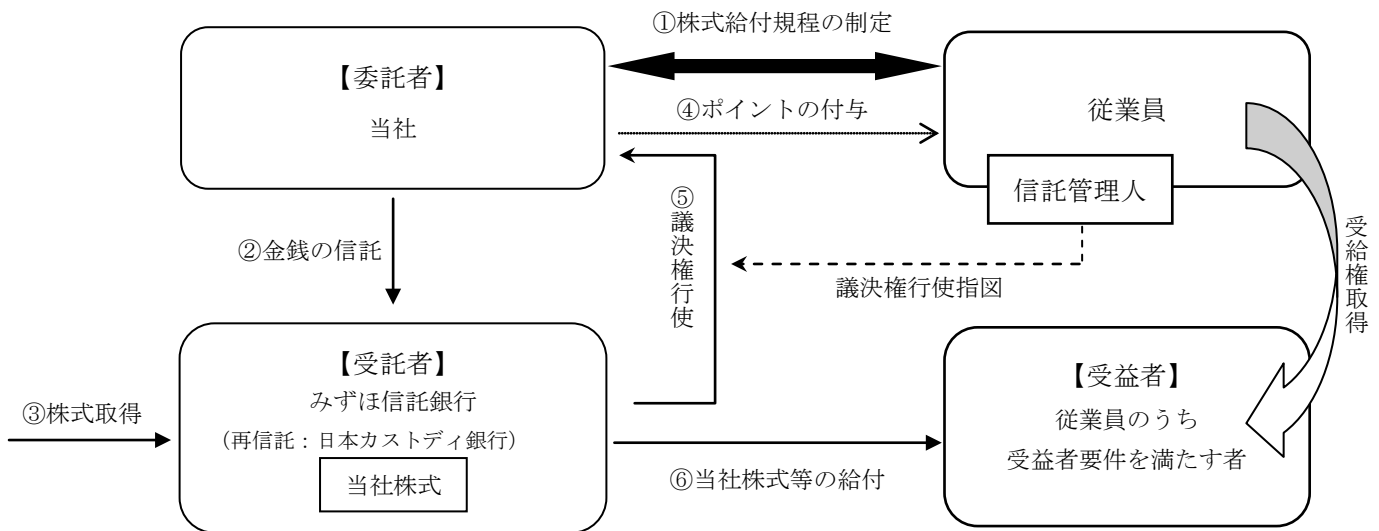 ①株式給付規程の制定
【委託者】
当社
④ポイントの付与
従業員
信託管理人
②金銭の信託
⑤議決権行使
議決権行使指図
受給権取得
③株式取得
【受託者】
みずほ信託銀行
(再信託：日本カストディ銀行)
当社株式
⑥当社株式等の給付
【受益者】
従業員のうち
受益者要件を満たす者